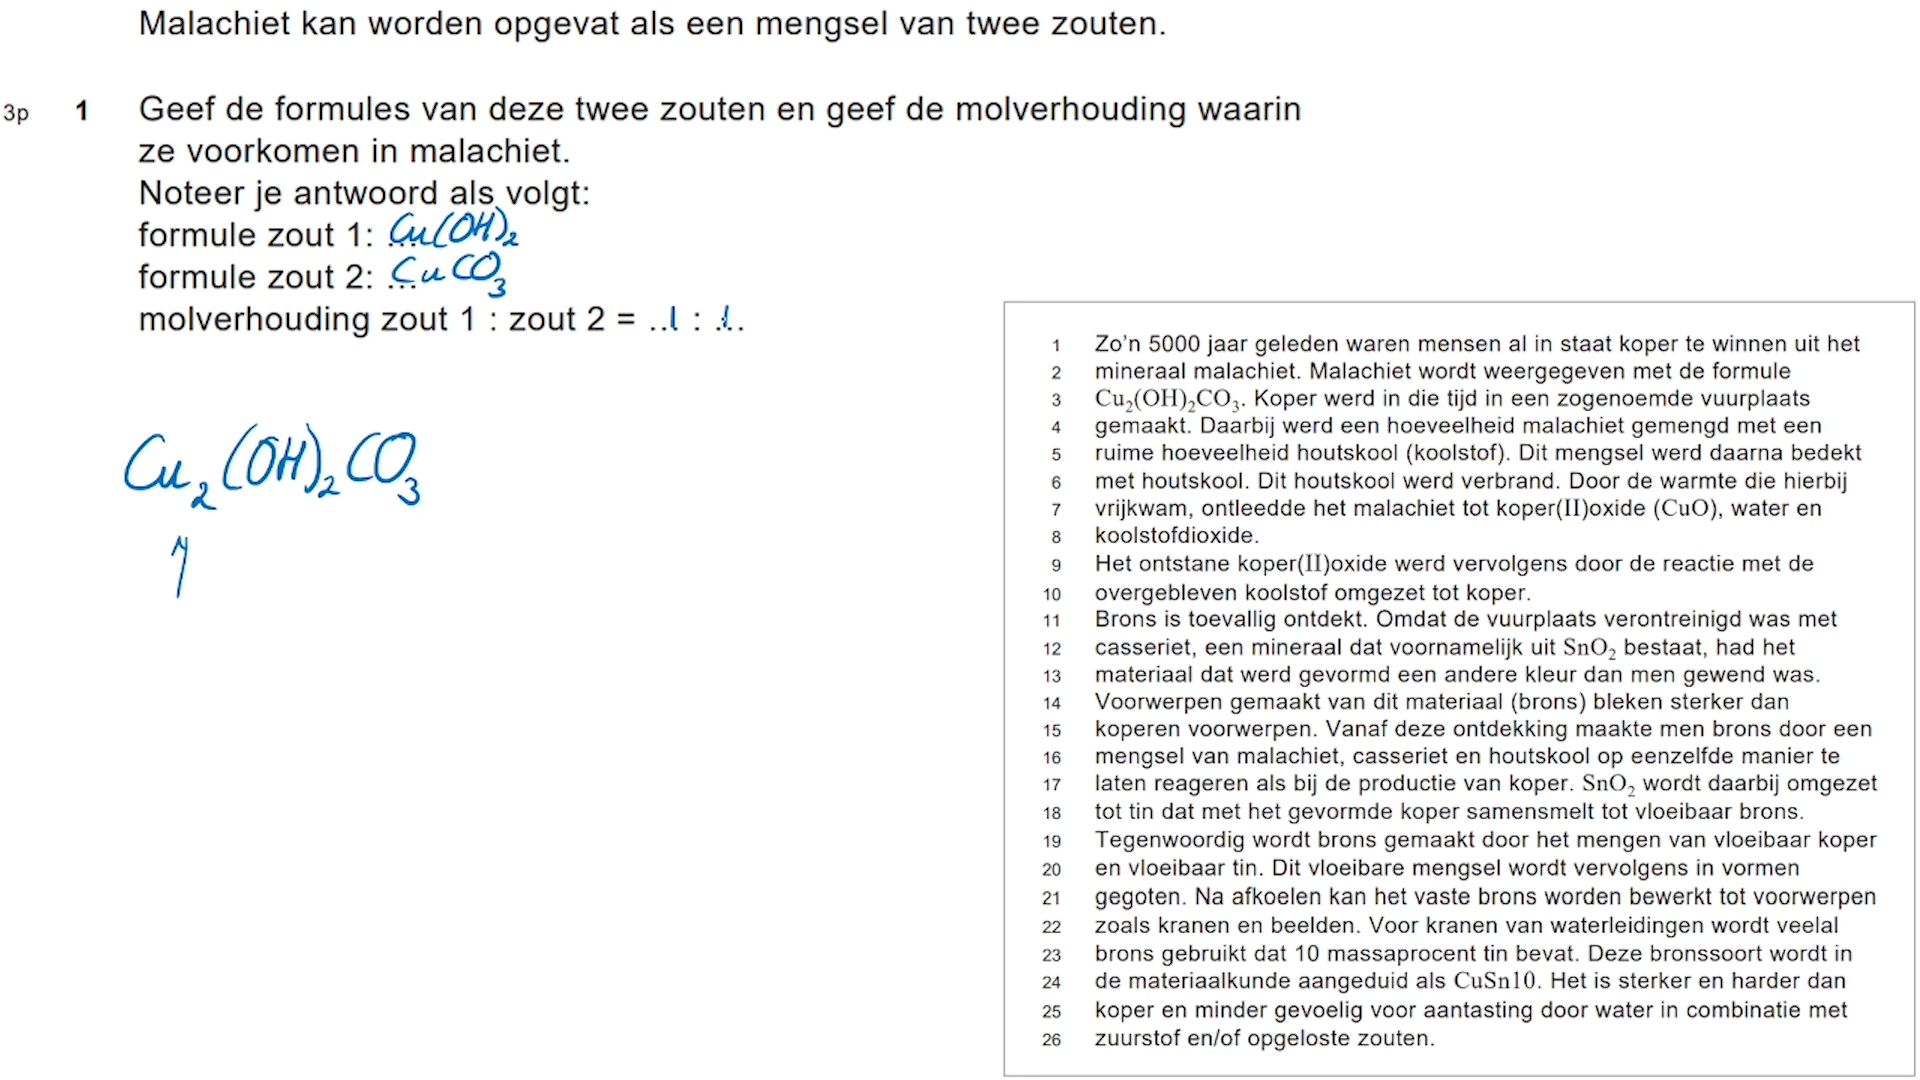 Malachiet kan worden opgevat als een mengsel van twee zouten.
3p 1 Geef de formules van deze twee zouten en geef de molverhouding waarin
ze voorkomen in malachiet.
Noteer je antwoord als volgt:
formule zout 1: ... Cu(OH)₂
formule zout 2: ... CuCO₃
molverhouding zout 1 : zout 2 = ..1 : 1..
Cu₂(OH)₂CO₃
1 Zo’n 5000 jaar geleden waren mensen al in staat koper te winnen uit het
2 mineraal malachiet. Malachiet wordt weergegeven met de formule
3 Cu₂(OH)₂CO₃. Koper werd in die tijd in een zogenoemde vuurplaats
4 gemaakt. Daarbij werd een hoeveelheid malachiet gemengd met een
5 ruime hoeveelheid houtskool (koolstof). Dit mengsel werd daarna bedekt
6 met houtskool. Dit houtskool werd verbrand. Door de warmte die hierbij
7 vrijkwam, ontleedde het malachiet tot koper(II)oxide (CuO), water en
8 koolstofdioxide.
9 Het ontstane koper(II)oxide werd vervolgens door de reactie met de
10 overgebleven koolstof omgezet tot koper.
11 Brons is toevallig ontdekt. Omdat de vuurplaats verontreinigd was met
12 casseriet, een mineraal dat voornamelijk uit SnO₂ bestaat, had het
13 materiaal dat werd gevormd een andere kleur dan men gewend was.
14 Voorwerpen gemaakt van dit materiaal (brons) bleken sterker dan
15 koperen voorwerpen. Vanaf deze ontdekking maakte men brons door een
16 mengsel van malachiet, casseriet en houtskool op eenzelfde manier te
17 laten reageren als bij de productie van koper. SnO₂ wordt daarbij omgezet
18 tot tin dat met het gevormde koper samensmelt tot vloeibaar brons.
19 Tegenwoordig wordt brons gemaakt door het mengen van vloeibaar koper
20 en vloeibaar tin. Dit vloeibare mengsel wordt vervolgens in vormen
21 gegoten. Na afkoelen kan het vaste brons worden bewerkt tot voorwerpen
22 zoals kranen en beelden. Voor kranen van waterleidingen wordt veelal
23 brons gebruikt dat 10 massaprocent tin bevat. Deze bronssoort wordt in
24 de materiaalkunde aangeduid als CuSn10. Het is sterker en harder dan
25 koper en minder gevoelig voor aantasting door water in combinatie met
26 zuurstof en/of opgeloste zouten.